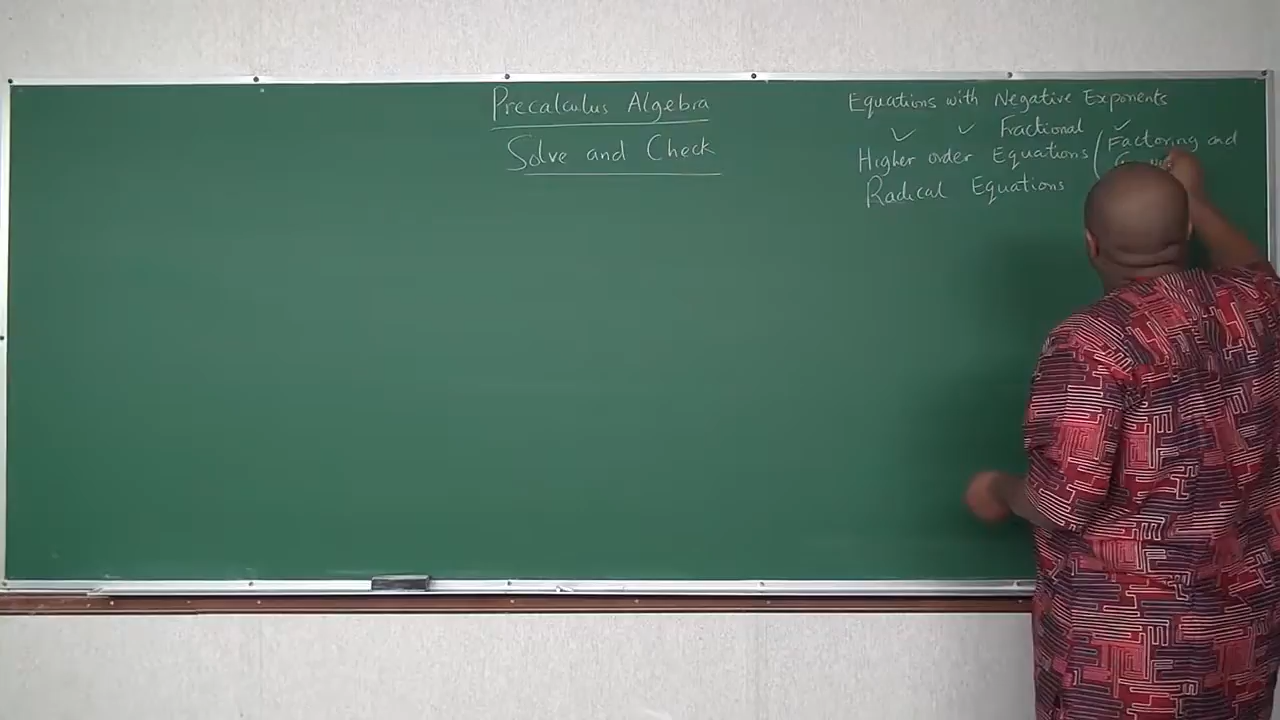 Precalculus Algebra
Solve and Check
Equations with Negative Exponents
✓ ✓ Fractional ✓
Higher order Equations (Factoring and
Radical Equations